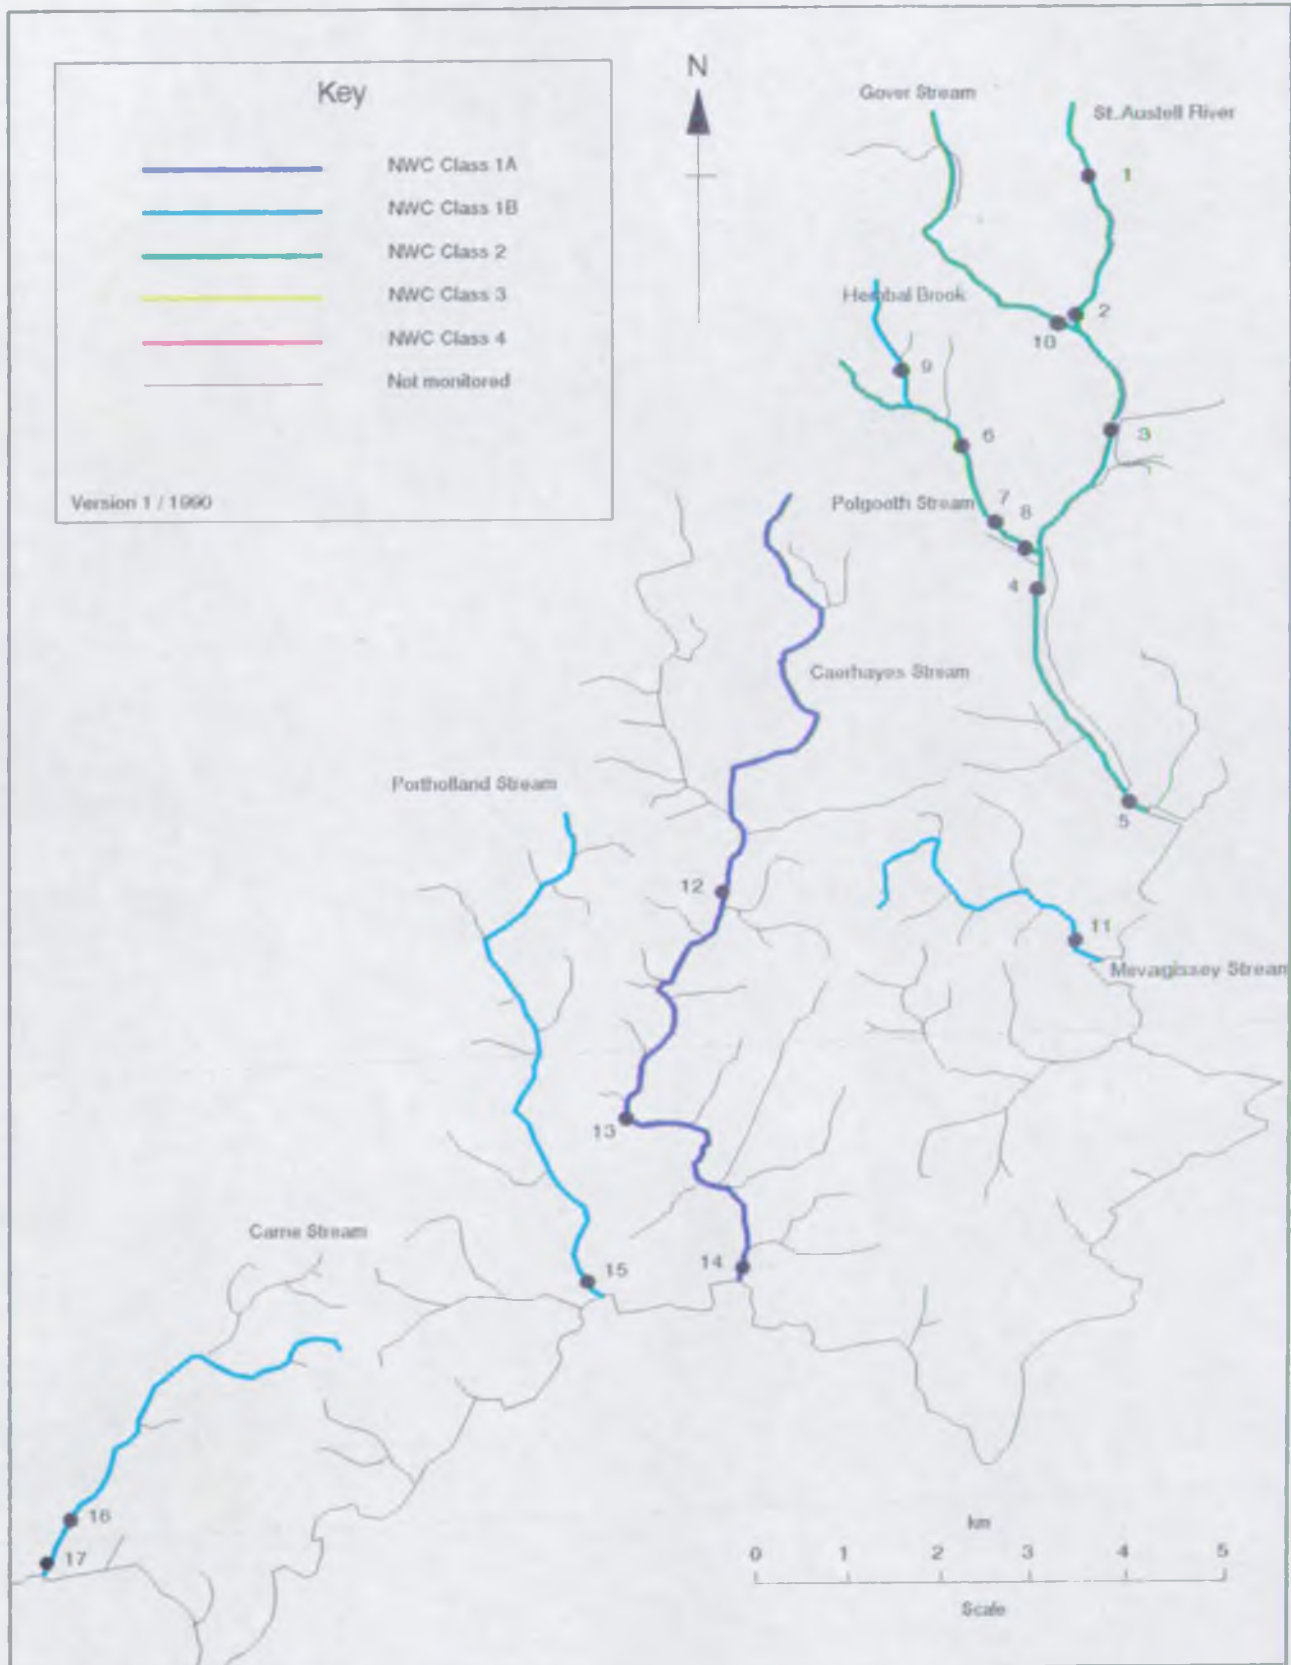 Key
NWC Class 1A
NWC Class 1B
NWC Class 2
NWC Class 3
NWC Class 4
Not monitored
Version 1 / 1990
N
Gover Stream
St. Austell River
1
Hembal Brook
2
10
9
3
6
Polgooth Stream
7
8
4
Caerhayes Stream
Portholland Stream
5
12
11
Mevagissey Stream
13
Carne Stream
15
14
16
17
km
0 1 2 3 4 5
Scale